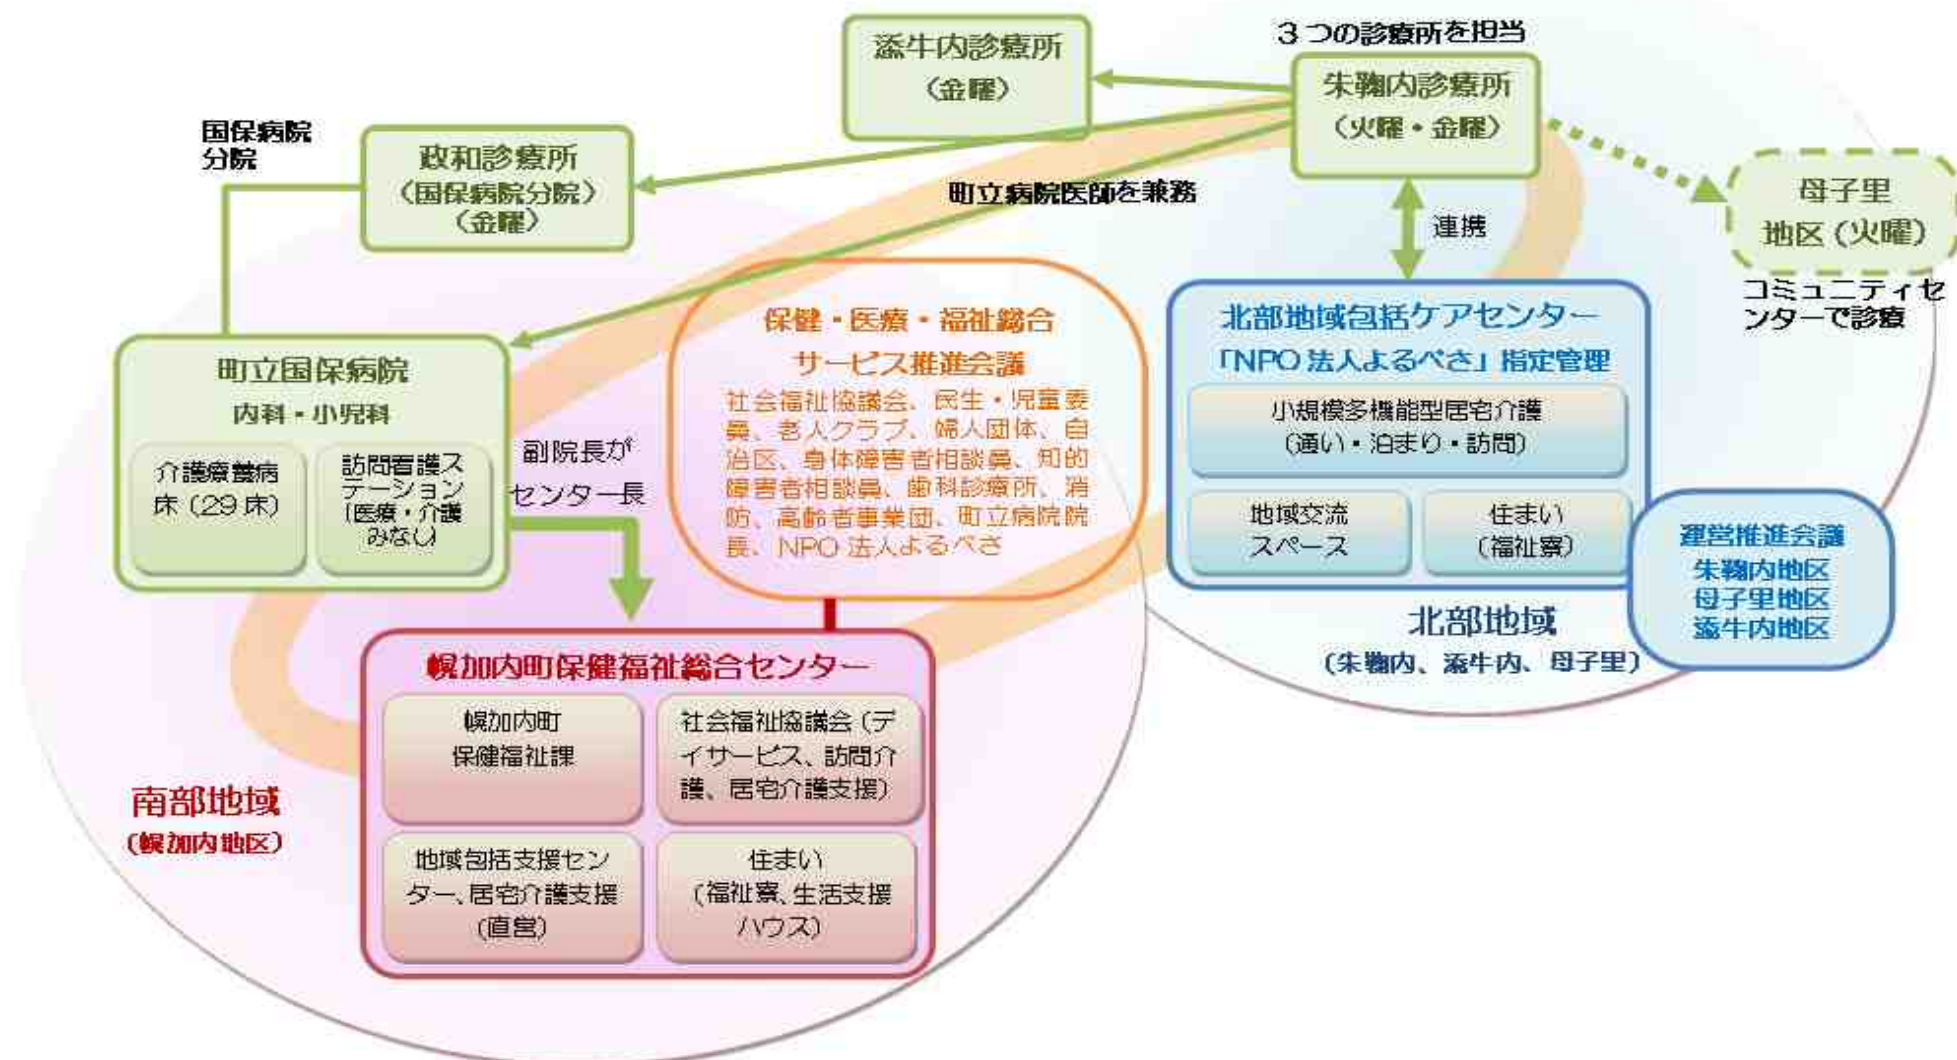 3つの診療所を担当
添牛内診療所
（金曜）
朱鞠内診療所
（火曜・金曜）
国保病院
分院
政和診療所
（国保病院分院）
（金曜）
町立病院医師を兼務
連携
母子里
地区（火曜）
コミュニティセ
ンターで診療
町立国保病院
内科・小児科
介護療養病
床（29床）
訪問看護ス
テーション
（医療・介護
みなし）
副院長が
センター長
保健・医療・福祉総合
サービス推進会議
社会福祉協議会、民生・児童委
員、老人クラブ、婦人団体、自
治区、身体障害者相談員、知的
障害者相談員、歯科診療所、消
防、高齢者事業団、町立病院院
長、NPO法人よるべさ
北部地域包括ケアセンター
「NPO法人よるべさ」指定管理
小規模多機能型居宅介護
（通い・泊まり・訪問）
地域交流
スペース
住まい
（福祉寮）
運営推進会議
朱鞠内地区
母子里地区
添牛内地区
北部地域
（朱鞠内、添牛内、母子里）
幌加内町保健福祉総合センター
幌加内町
保健福祉課
社会福祉協議会（デ
イサービス、訪問介
護、居宅介護支援）
地域包括支援セン
ター、居宅介護支援
（直営）
住まい
（福祉寮、生活支援
ハウス）
南部地域
（幌加内地区）